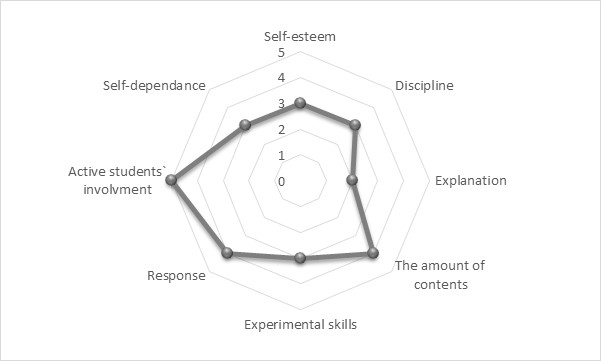 Self-esteem
5
Self-dependance
Discipline
4
3
2
1
Active students`
involvment
0
Explanation
Response
The amount of
contents
Experimental skills